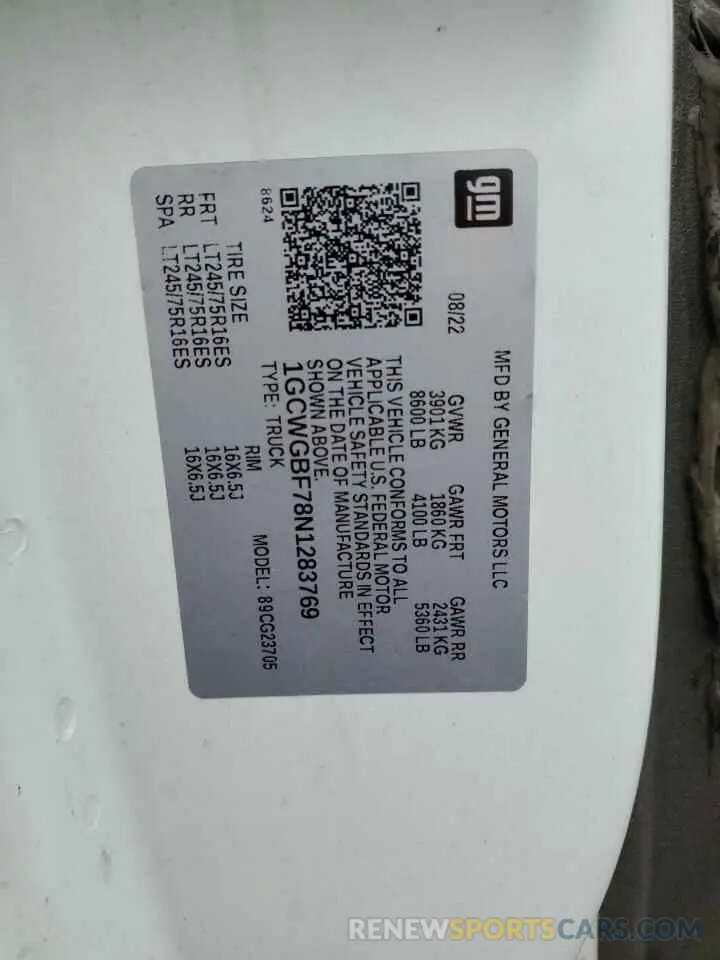 gm
MFD BY GENERAL MOTORS LLC
08/22
GVWR GAWR FRT GAWR RR
3901 KG 1860 KG 2431 KG
8600 LB 4100 LB 5360 LB
THIS VEHICLE CONFORMS TO ALL
APPLICABLE U.S. FEDERAL MOTOR
VEHICLE SAFETY STANDARDS IN EFFECT
ON THE DATE OF MANUFACTURE
SHOWN ABOVE.
1GCWGBF78N1283769
TYPE: TRUCK MODEL: 89CG23705
8624
TIRE SIZE RIM
FRT LT245/75R16ES 16X6.5J
RR LT245/75R16ES 16X6.5J
SPA LT245/75R16ES 16X6.5J
RENEWSPORTSCARS.COM